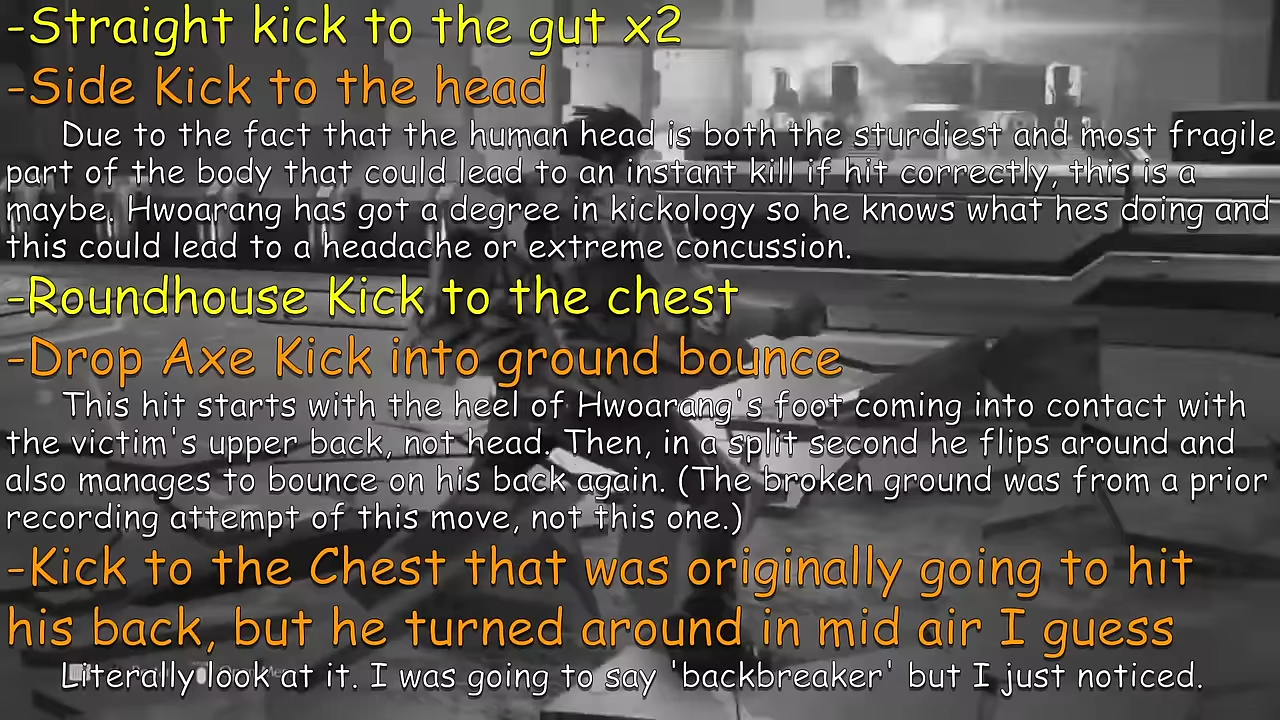 -Straight kick to the gut x2
-Side Kick to the head
Due to the fact that the human head is both the sturdiest and most fragile
part of the body that could lead to an instant kill if hit correctly, this is a
maybe. Hwoarang has got a degree in kickology so he knows what hes doing and
this could lead to a headache or extreme concussion.
-Roundhouse Kick to the chest
-Drop Axe Kick into ground bounce
This hit starts with the heel of Hwoarang's foot coming into contact with
the victim's upper back, not head. Then, in a split second he flips around and
also manages to bounce on his back again. (The broken ground was from a prior
recording attempt of this move, not this one.)
-Kick to the Chest that was originally going to hit
his back, but he turned around in mid air I guess
Literally look at it. I was going to say 'backbreaker' but I just noticed.